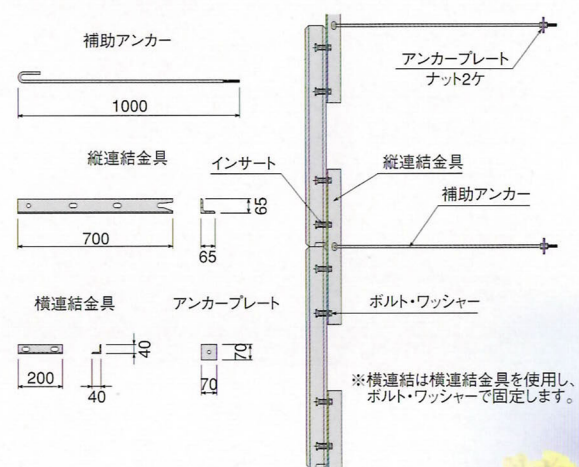 補助アンカー
1000
縦連結金具
700
65
65
横連結金具
200
40
40
アンカープレート
70
70
アンカープレート
ナット2ケ
インサート
縦連結金具
補助アンカー
ボルト・ワッシャー
※横連結は横連結金具を使用し、
ボルト・ワッシャーで固定します。